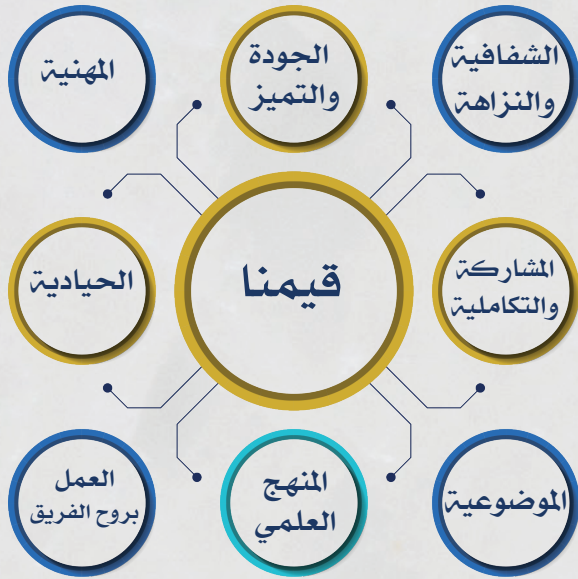 الشفافية
والنزاهة
الجودة
والتميز
المهنية
المشاركة
والتكاملية
قيمنا
الحيادية
الموضوعية
المنهج
العلمي
العمل
بروح الفريق